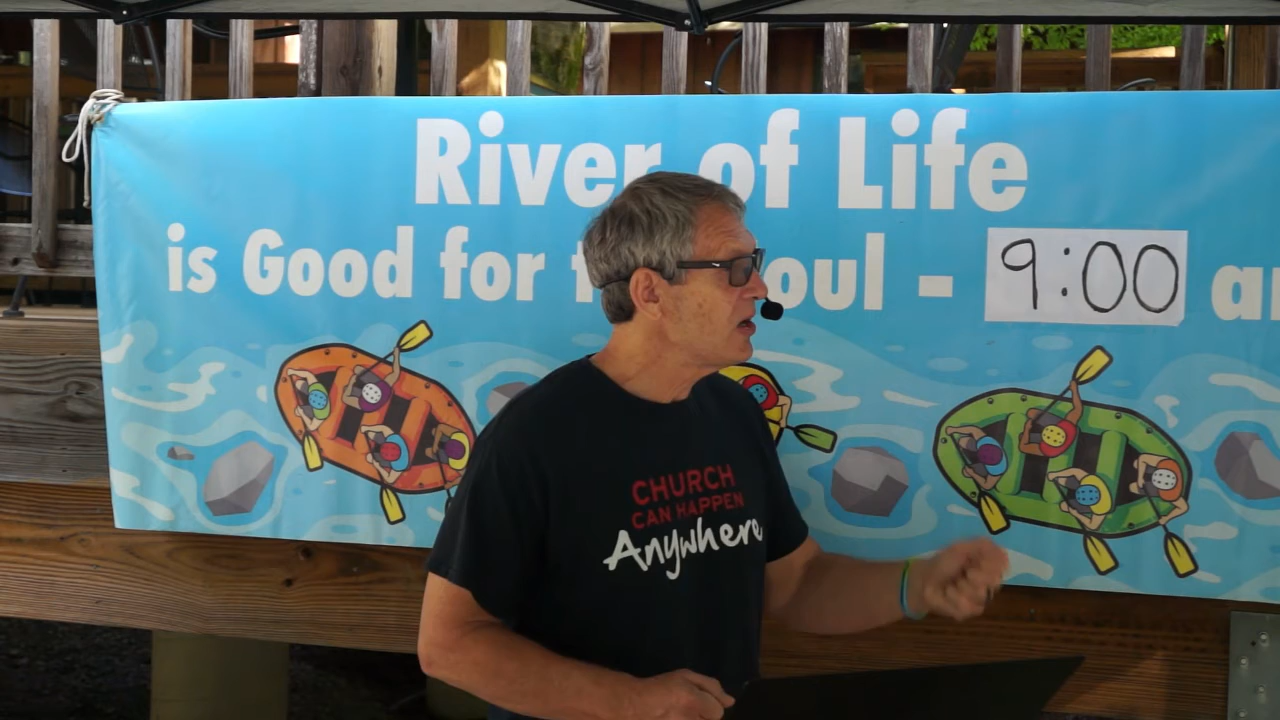 River of Life
is Good for oul - 9:00 a
CHURCH
CAN HAPPEN
Anywhere